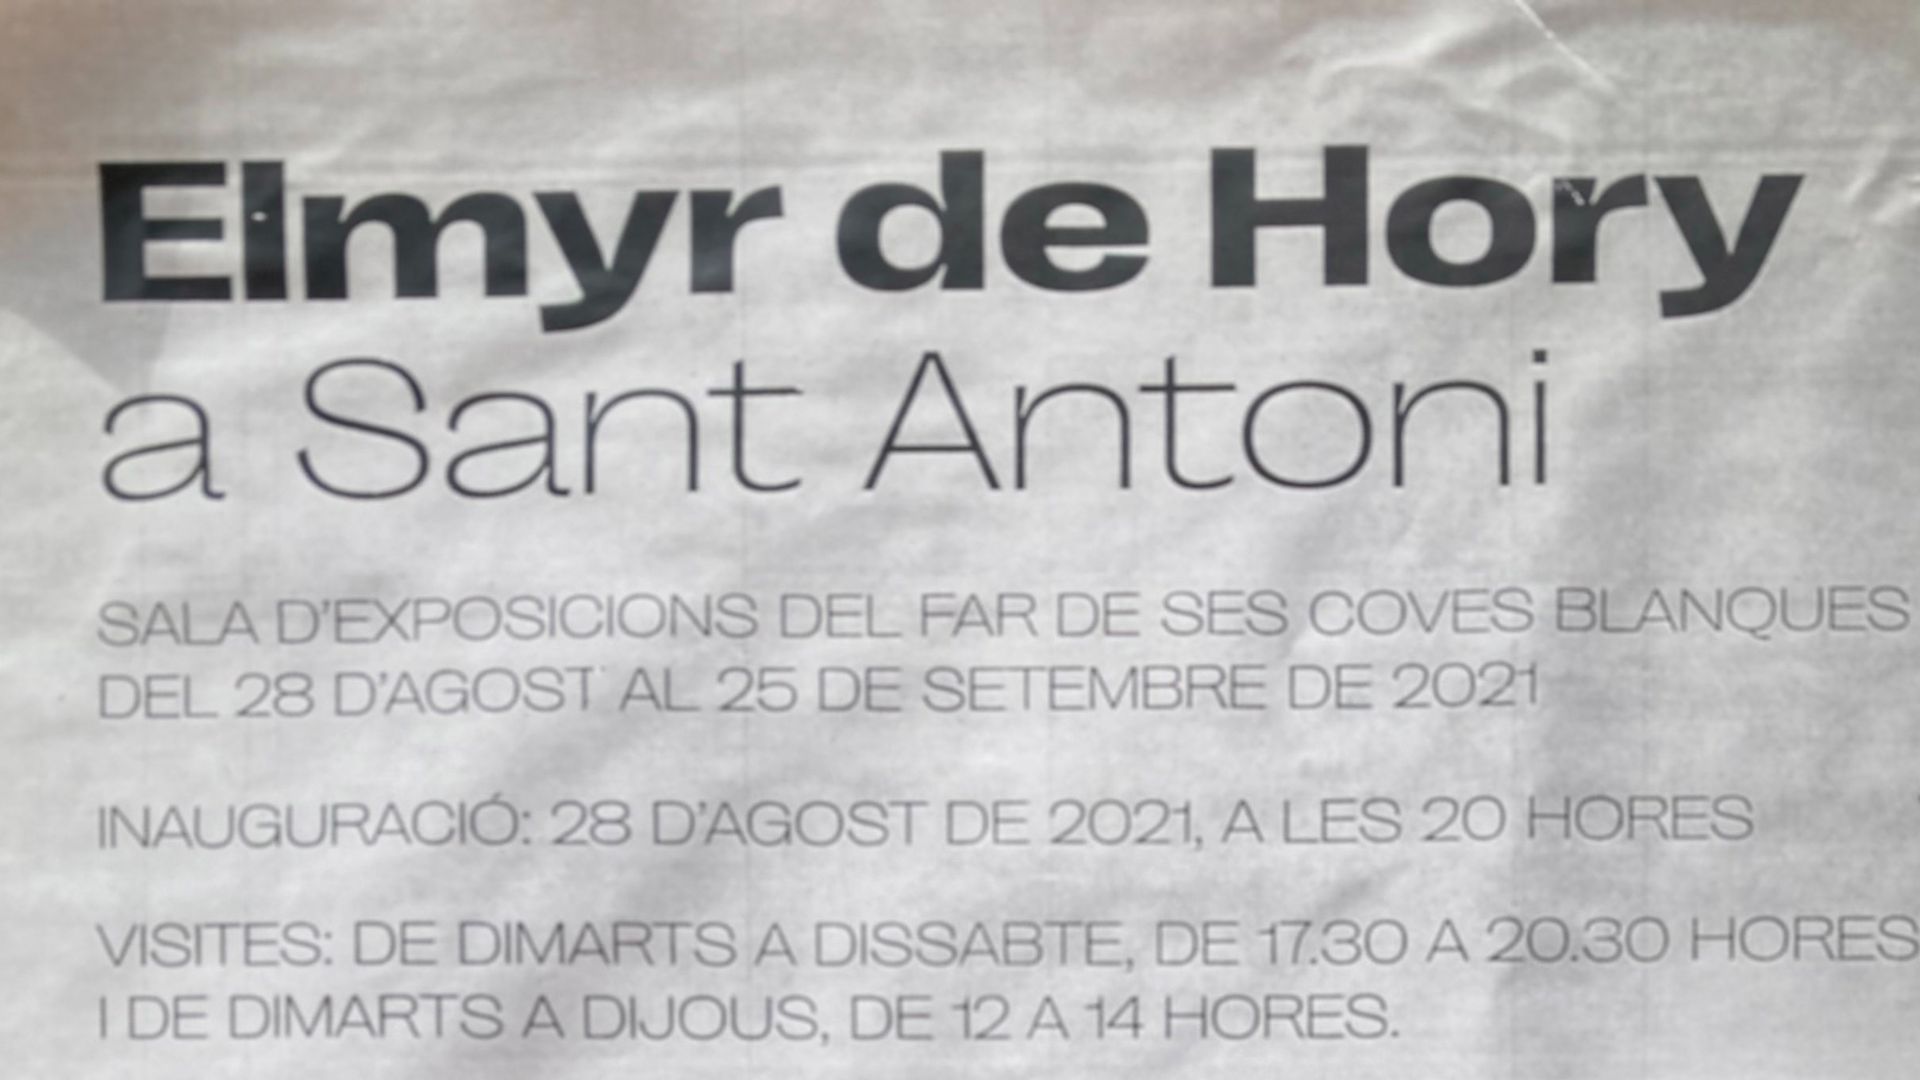 Elmyr de Hory
a Sant Antoni
SALA D'EXPOSICIONS DEL FAR DE SES COVES BLANQUES
DEL 28 D'AGOST AL 25 DE SETEMBRE DE 2021
INAUGURACIÓ: 28 D'AGOST DE 2021, A LES 20 HORES
VISITES: DE DIMARTS A DISSABTE, DE 17.30 A 20.30 HORES
I DE DIMARTS A DIJOUS, DE 12 A 14 HORES.